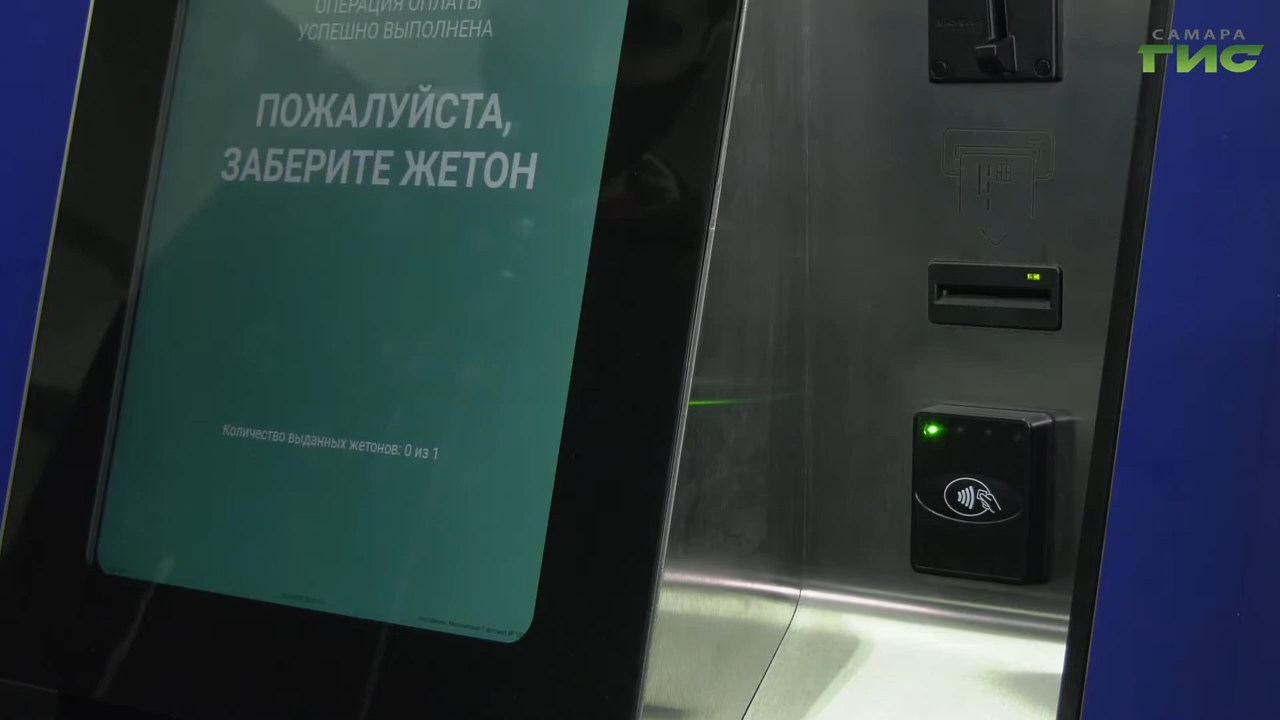 ОПЕРАЦИЯ ОПЛАТЫ
УСПЕШНО ВЫПОЛНЕНА
ПОЖАЛУЙСТА,
ЗАБЕРИТЕ ЖЕТОН
Количество выданных жетонов: 0 из 1
САМАРА
ГИС